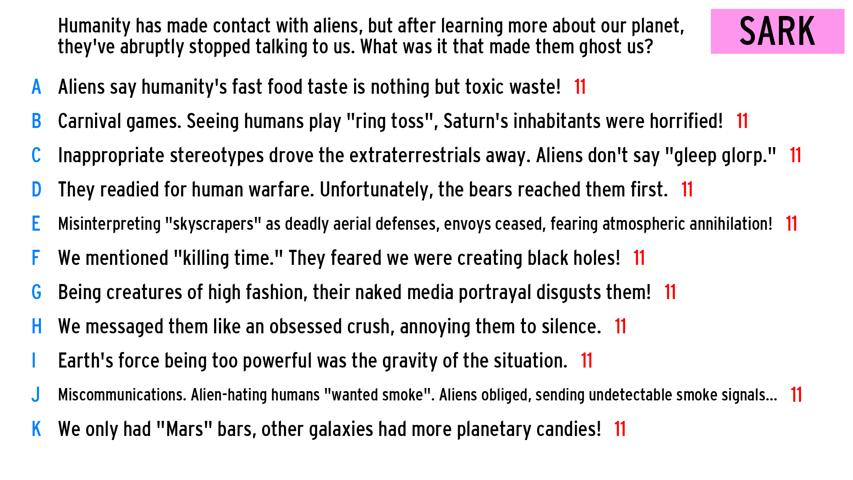 Humanity has made contact with aliens, but after learning more about our planet,
they've abruptly stopped talking to us. What was it that made them ghost us?
SARK
A Aliens say humanity's fast food taste is nothing but toxic waste! 11
B Carnival games. Seeing humans play "ring toss", Saturn's inhabitants were horrified! 11
C Inappropriate stereotypes drove the extraterrestrials away. Aliens don't say "gleep glorp." 11
D They readied for human warfare. Unfortunately, the bears reached them first. 11
E Misinterpreting "skyscrapers" as deadly aerial defenses, envoys ceased, fearing atmospheric annihilation! 11
F We mentioned "killing time." They feared we were creating black holes! 11
G Being creatures of high fashion, their naked media portrayal disgusts them! 11
H We messaged them like an obsessed crush, annoying them to silence. 11
I Earth's force being too powerful was the gravity of the situation. 11
J Miscommunications. Alien-hating humans "wanted smoke". Aliens obliged, sending undetectable smoke signals... 11
K We only had "Mars" bars, other galaxies had more planetary candies! 11